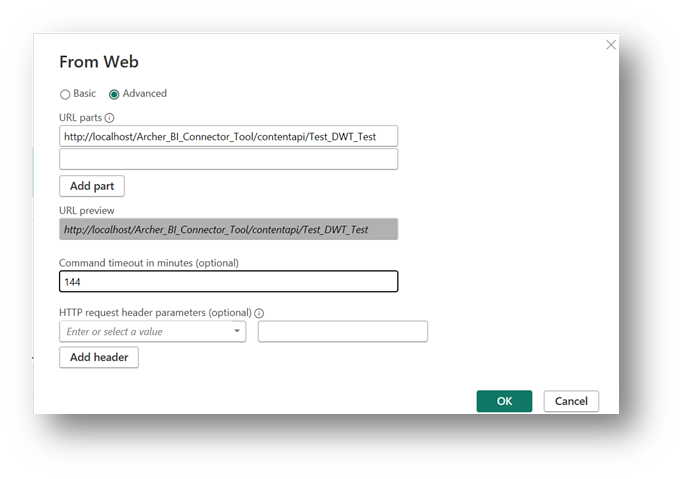 From Web
Basic
Advanced
URL parts
http://localhost/Archer_BI_Connector_Tool/contentapi/Test_DWT_Test
Add part
URL preview
http://localhost/Archer_BI_Connector_Tool/contentapi/Test_DWT_Test
Command timeout in minutes (optional)
144
HTTP request header parameters (optional)
Enter or select a value
Add header
OK
Cancel